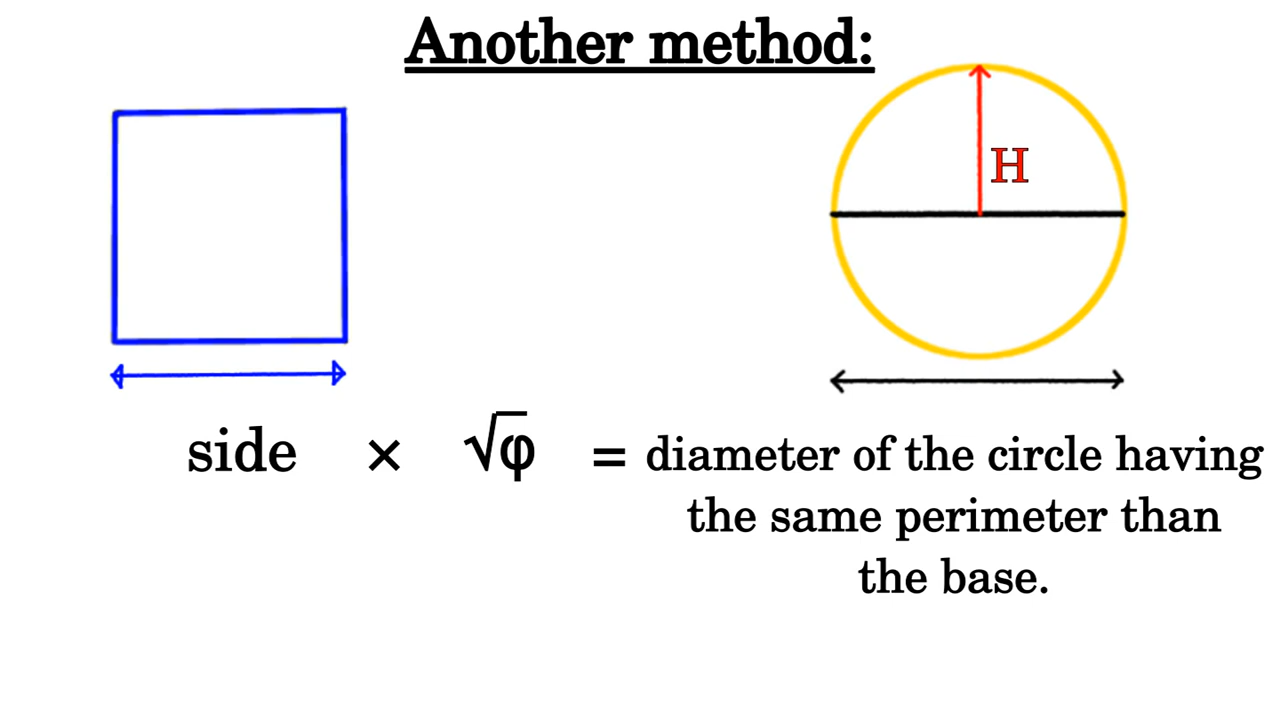 Another method:
H
side × √φ = diameter of the circle having
the same perimeter than
the base.